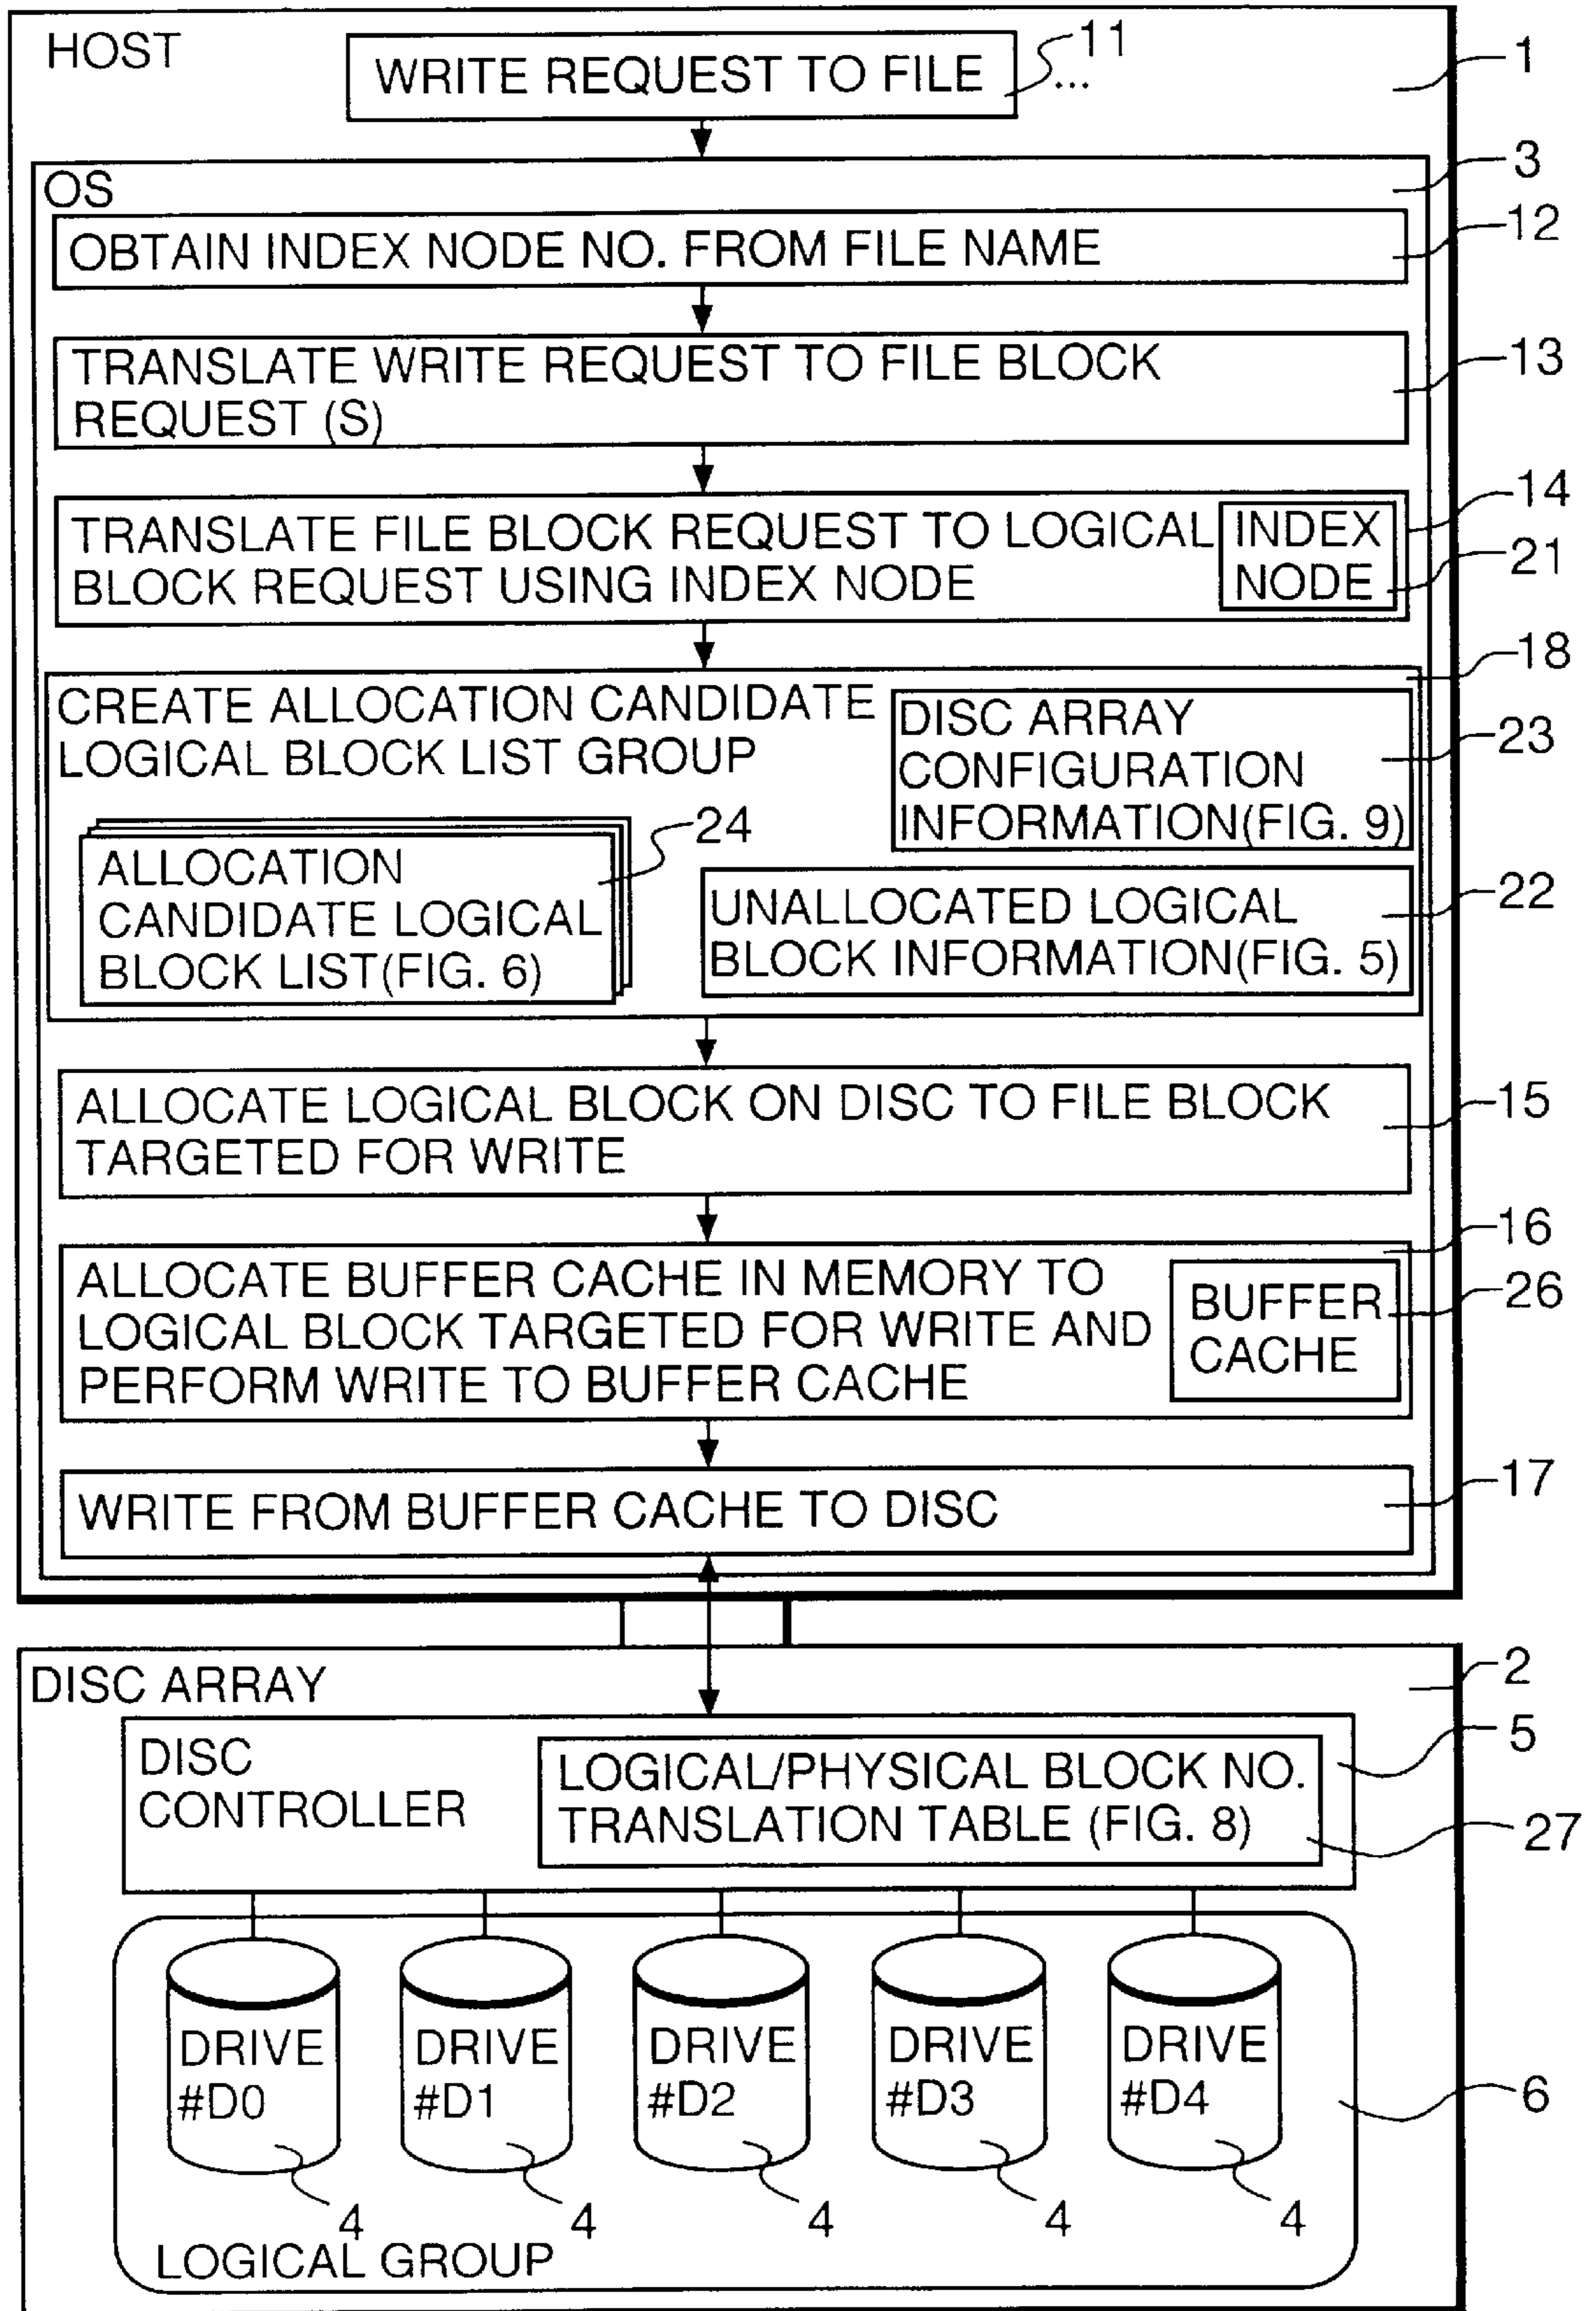 HOST
WRITE REQUEST TO FILE
...
11
1
OS
3
OBTAIN INDEX NODE NO. FROM FILE NAME
12
TRANSLATE WRITE REQUEST TO FILE BLOCK
REQUEST (S)
13
TRANSLATE FILE BLOCK REQUEST TO LOGICAL
BLOCK REQUEST USING INDEX NODE
INDEX
NODE
14
21
CREATE ALLOCATION CANDIDATE
LOGICAL BLOCK LIST GROUP
18
DISC ARRAY
CONFIGURATION
INFORMATION(FIG. 9)
23
24
ALLOCATION
CANDIDATE LOGICAL
BLOCK LIST(FIG. 6)
UNALLOCATED LOGICAL
BLOCK INFORMATION(FIG. 5)
22
ALLOCATE LOGICAL BLOCK ON DISC TO FILE BLOCK
TARGETED FOR WRITE
15
ALLOCATE BUFFER CACHE IN MEMORY TO
LOGICAL BLOCK TARGETED FOR WRITE AND
PERFORM WRITE TO BUFFER CACHE
BUFFER
CACHE
16
26
WRITE FROM BUFFER CACHE TO DISC
17
DISC ARRAY
2
DISC
CONTROLLER
LOGICAL/PHYSICAL BLOCK NO.
TRANSLATION TABLE (FIG. 8)
5
27
DRIVE
#D0
DRIVE
#D1
DRIVE
#D2
DRIVE
#D3
DRIVE
#D4
6
4
4
4
4
4
LOGICAL GROUP